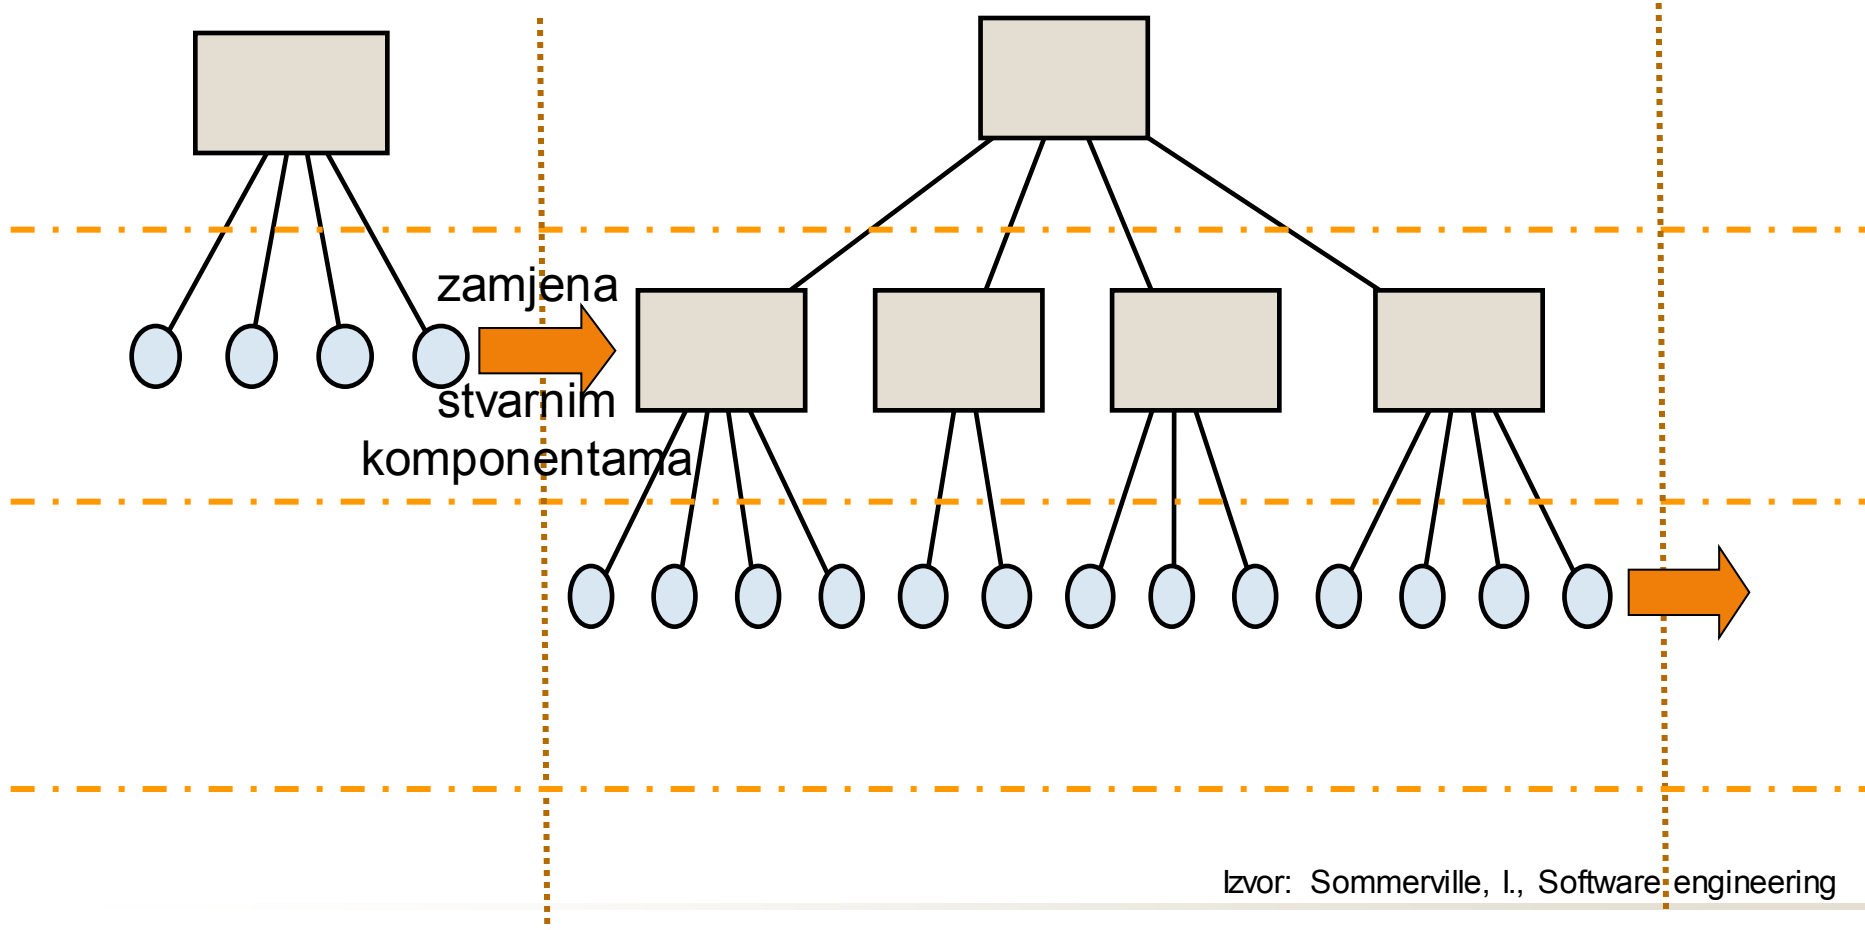 zamjena
stvarnim
komponentama
Izvor: Sommerville, I., Software engineering